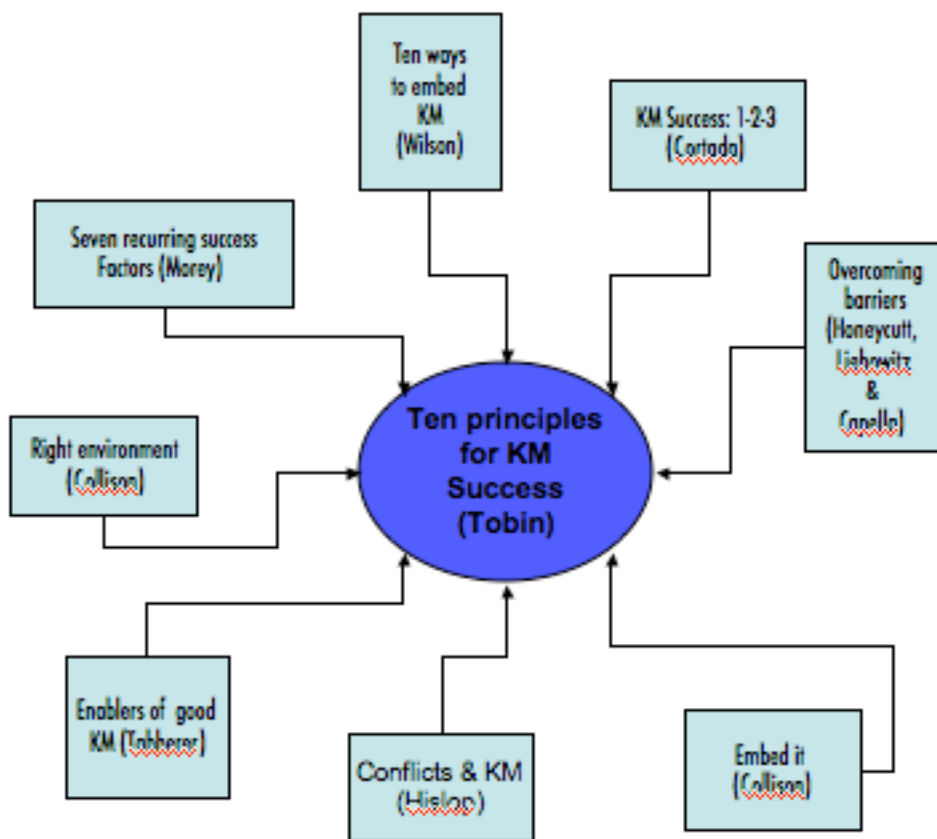 Ten ways
to embed
KM
(Wilson)
KM Success: 1-2-3
(Cortada)
Seven recurring success
Factors (Morey)
Overcoming
barriers
(Honeycutt,
Liebowitz
&
Capello)
Ten principles
for KM
Success
(Tobin)
Right environment
(Collison)
Enablers of good
KM (Tabherer)
Conflicts & KM
(Hislop)
Embed it
(Collison)